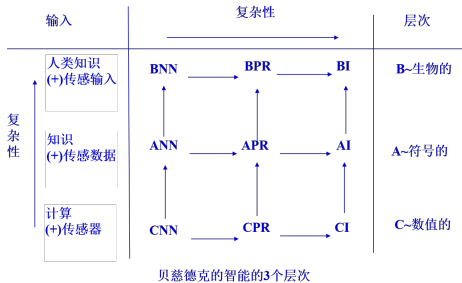 输入
复杂性
层次
人类知识
(+)传感输入
BNN
BPR
BI
B~生物的
复杂性
知识
(+)传感数据
ANN
APR
AI
A~符号的
计算
(+)传感器
CNN
CPR
CI
C~数值的
贝慈德克的智能的3个层次